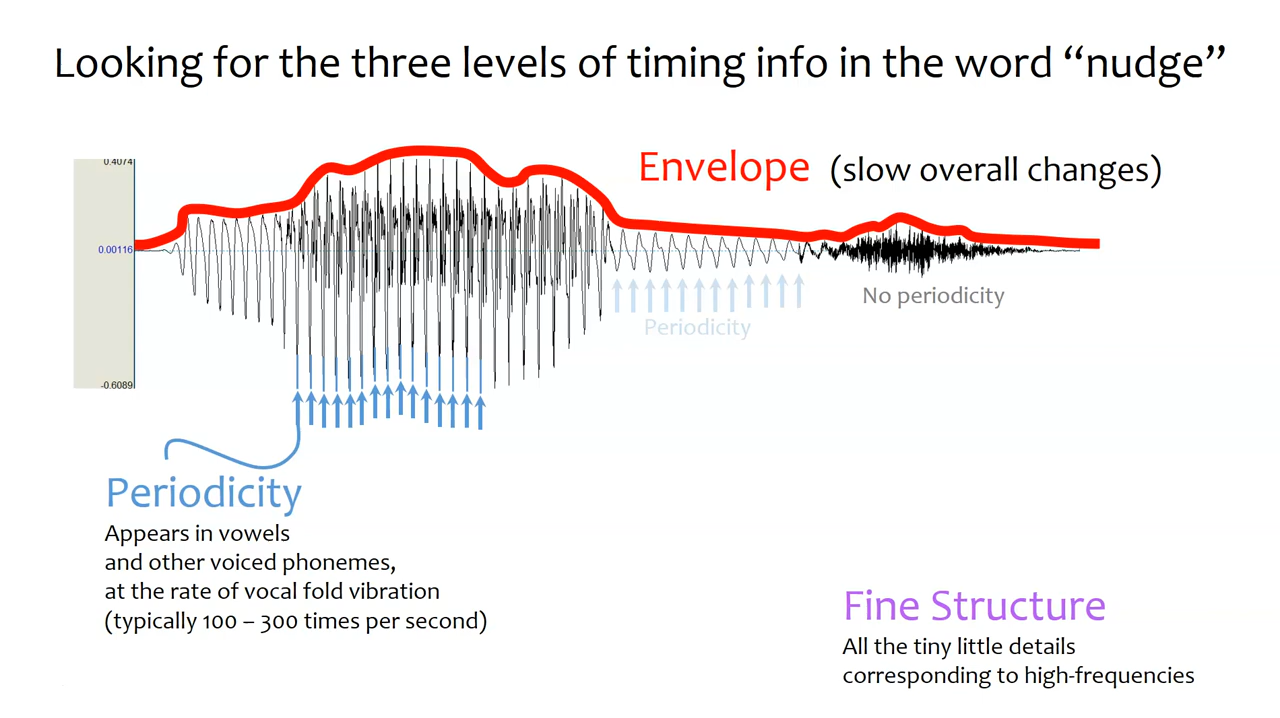 Looking for the three levels of timing info in the word “nudge”
0.4074
Envelope (slow overall changes)
0.00116
No periodicity
Periodicity
-0.6089
Periodicity
Appears in vowels
and other voiced phonemes,
at the rate of vocal fold vibration
(typically 100 – 300 times per second)
Fine Structure
All the tiny little details
corresponding to high-frequencies